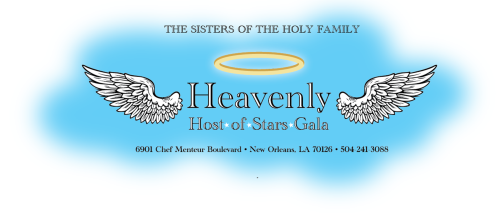 THE SISTERS OF THE HOLY FAMILY
Heavenly
Host•of•Stars•Gala
6901 Chef Menteur Boulevard • New Orleans, LA 70126 • 504 241-3088